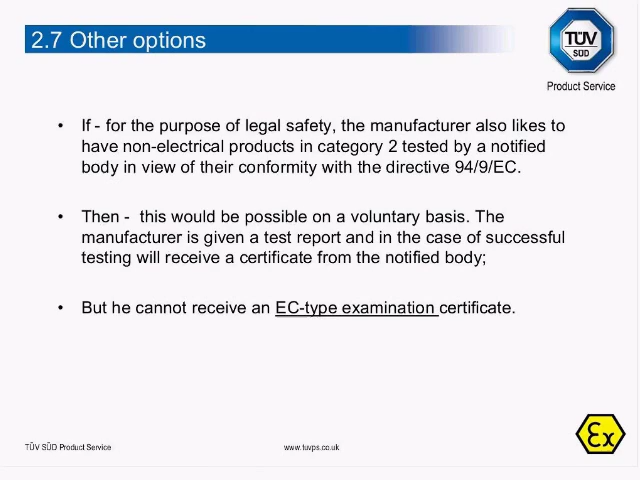 2.7 Other options
TÜV
SÜD
Product Service
• If - for the purpose of legal safety, the manufacturer also likes to
have non-electrical products in category 2 tested by a notified
body in view of their conformity with the directive 94/9/EC.
• Then -  this would be possible on a voluntary basis. The
manufacturer is given a test report and in the case of successful
testing will receive a certificate from the notified body;
• But he cannot receive an EC-type examination certificate.
TÜV SÜD Product Service
www.tuvps.co.uk
Ex